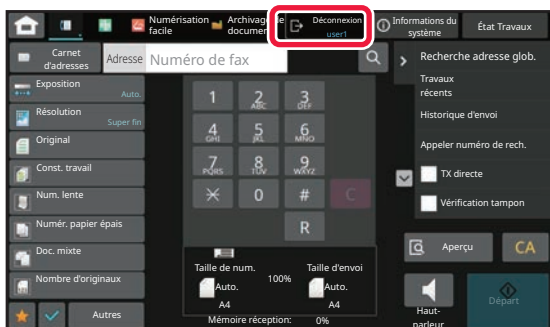 Numérisation facile
Archivage de documents
Déconnexion
user1
Informations du système
État Travaux
Carnet d'adresses
Adresse
Numéro de fax
Recherche adresse glob.
Travaux récents
Historique d'envoi
Appeler numéro de rech.
TX directe
Vérification tampon
Exposition
Auto.
Résolution
Super fin
Original
Const. travail
Num. lente
Numér. papier épais
Doc. mixte
Nombre d'originaux
Autres
1
2 ABC
3 DEF
4 GHI
5 JKL
6 MNO
7 PQRS
8 TUV
9 WXYZ
0
#
C
R
Taille de num.
100%
Taille d'envoi
Auto.
Auto.
A4
A4
Mémoire réception: 0%
Aperçu
CA
Haut-parleur
Départ